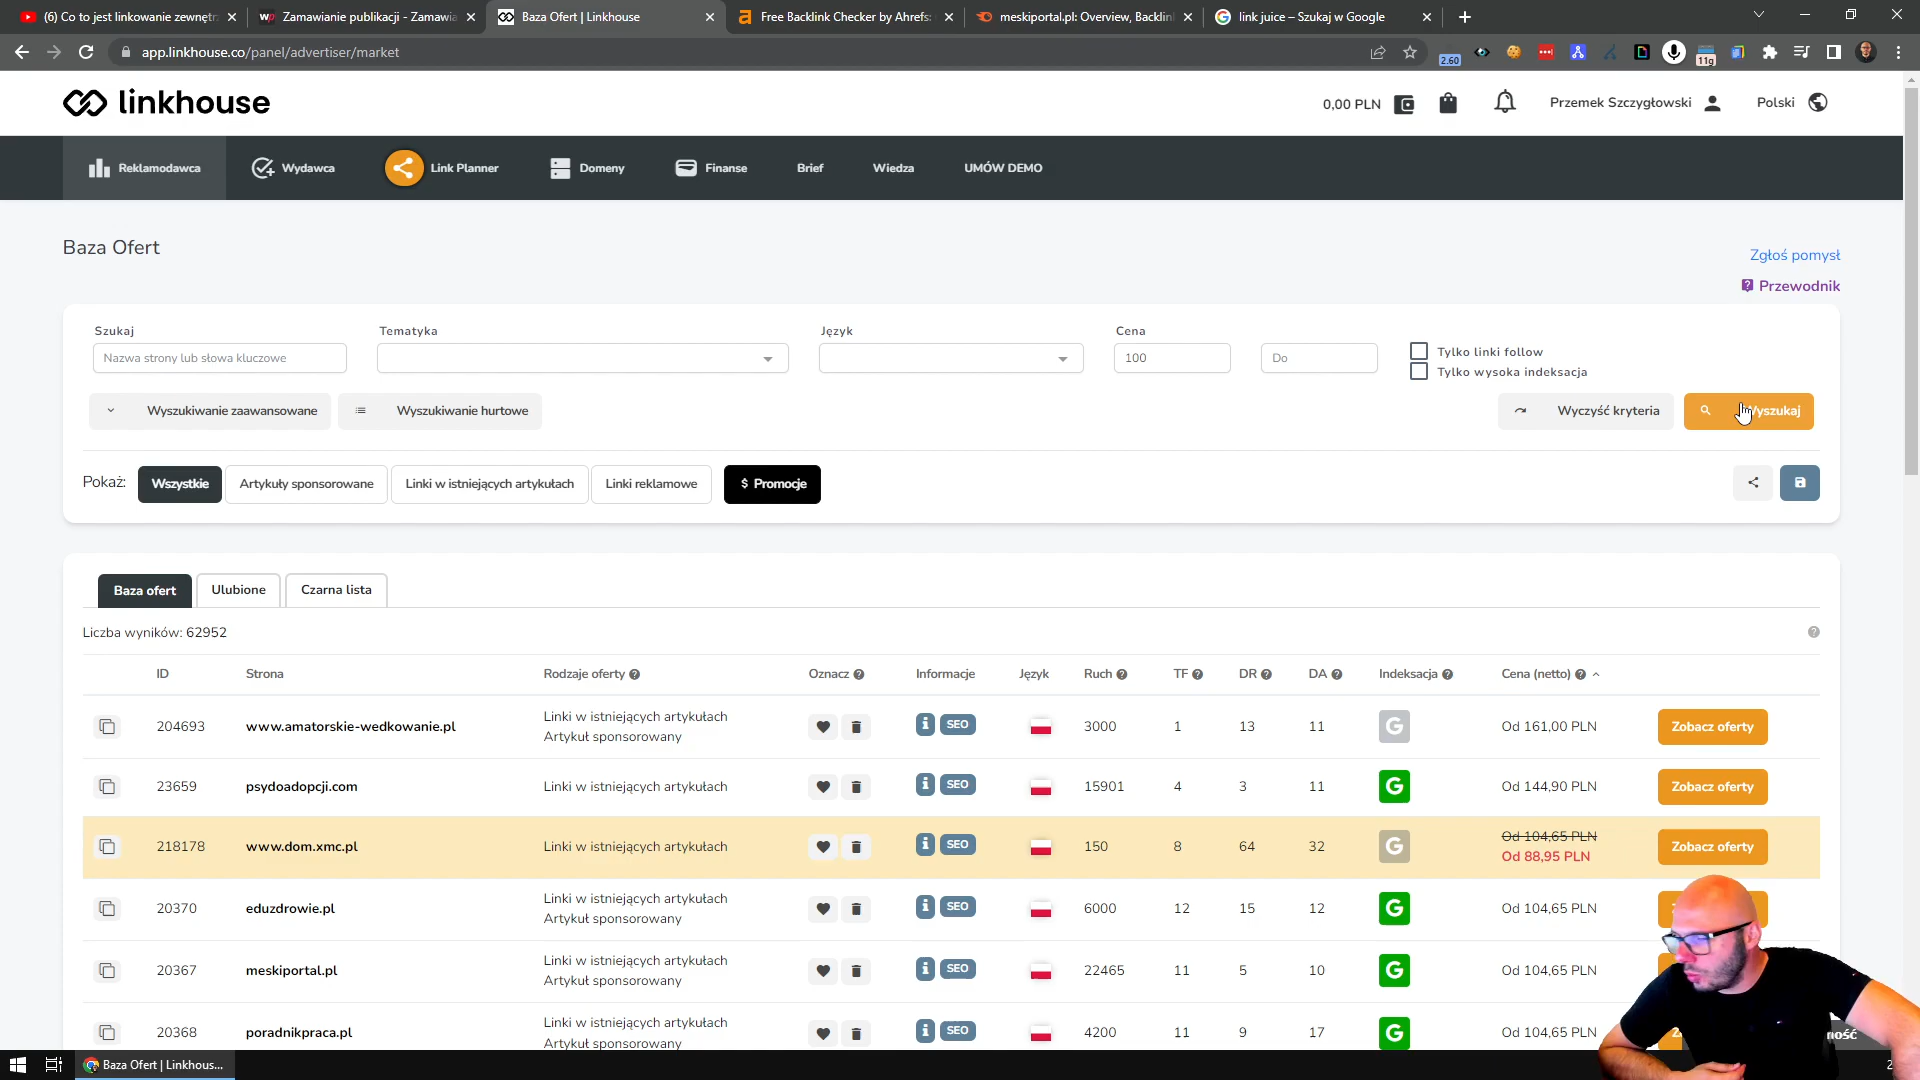 (6) Co to jest linkowanie zewnętrz
Zamawianie publikacji - Zamawia
Baza Ofert | Linkhouse
Free Backlink Checker by Ahrefs:
meskiportal.pl: Overview, Backlin
link juice – Szukaj w Google
app.linkhouse.co/panel/advertiser/market
2.60
11g
linkhouse
0,00 PLN
Przemek Szczygłowski
Polski
Reklamodawca
Wydawca
Link Planner
Domeny
Finanse
Brief
Wiedza
UMÓW DEMO
Baza Ofert
Zgłoś pomysł
Przewodnik
Szukaj
Tematyka
Język
Cena
Nazwa strony lub słowa kluczowe
100
Do
Tylko linki follow
Tylko wysoka indeksacja
Wyszukiwanie zaawansowane
Wyszukiwanie hurtowe
Wyczyść kryteria
Pokaż:
Wszystkie
Artykuły sponsorowane
Linki w istniejących artykułach
Linki reklamowe
$ Promocje
Baza ofert
Ulubione
Czarna lista
Liczba wyników: 62952
ID Strona Rodzaje oferty Oznacz Informacje Język Ruch TF DR DA Indeksacja Cena (netto)
204693 www.amatorskie-wedkowanie.pl Linki w istniejących artykułach Artykuł sponsorowany SEO 3000 1 13 11 G Od 161,00 PLN Zobacz oferty
23659 psydoadopcji.com Linki w istniejących artykułach SEO 15901 4 3 11 G Od 144,90 PLN Zobacz oferty
218178 www.dom.xmc.pl Linki w istniejących artykułach SEO 150 8 64 32 G Od 104,65 PLN Od 88,95 PLN Zobacz oferty
20370 eduzdrowie.pl Linki w istniejących artykułach Artykuł sponsorowany SEO 6000 12 15 12 G Od 104,65 PLN
20367 meskiportal.pl Linki w istniejących artykułach Artykuł sponsorowany SEO 22465 11 5 10 G Od 104,65 PLN
20368 poradnikpraca.pl Linki w istniejących artykułach Artykuł sponsorowany SEO 4200 11 9 17 G Od 104,65 PLN
Baza Ofert | Linkhous...